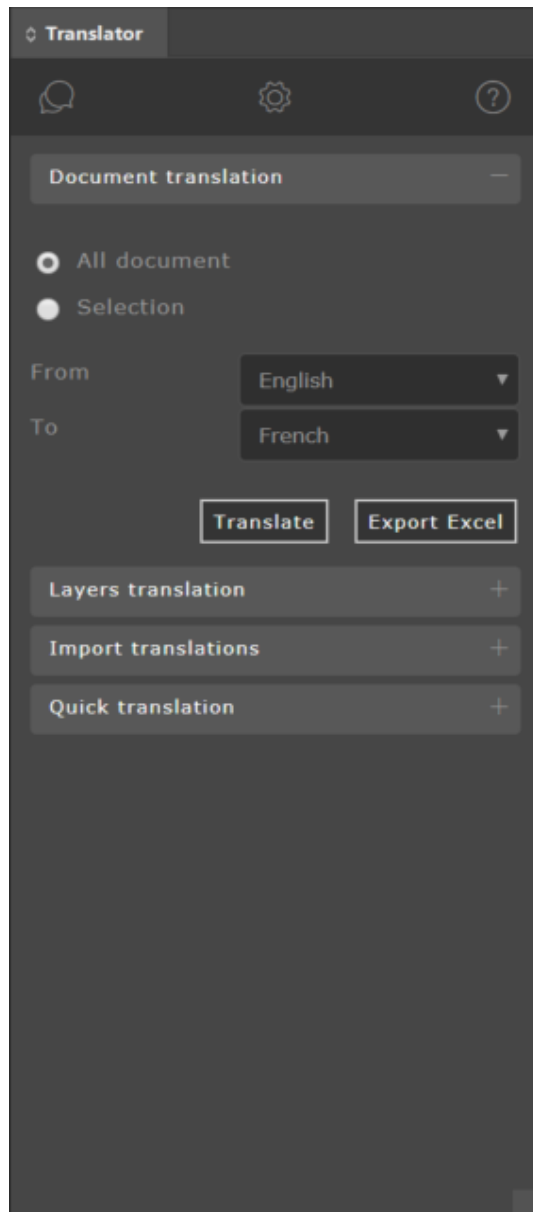 Translator
?
Document translation
All document
Selection
From English
To French
Translate Export Excel
Layers translation
Import translations
Quick translation